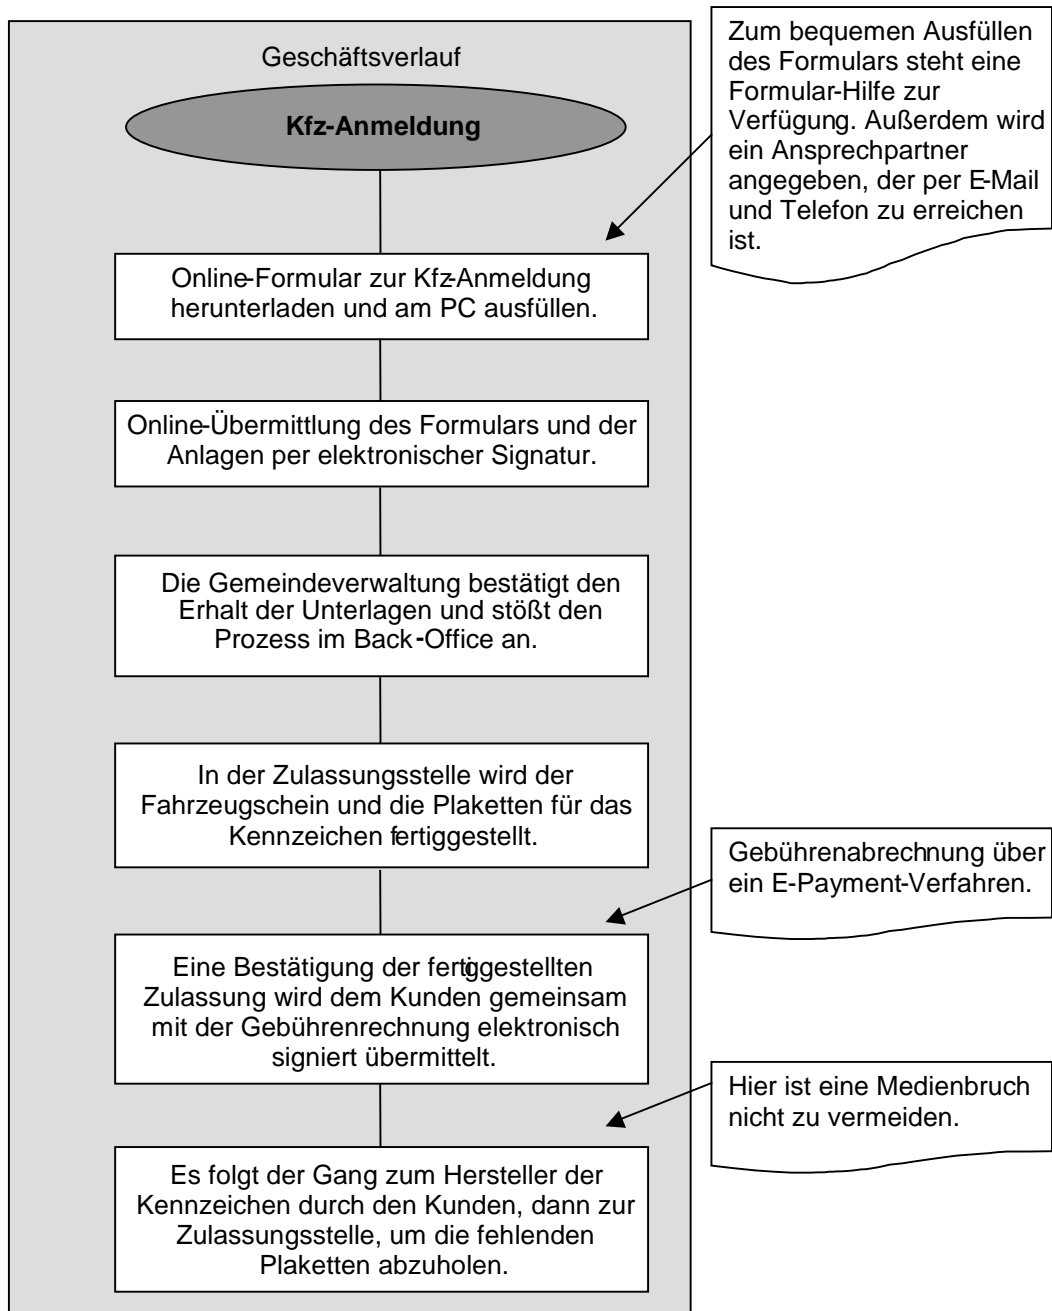 Geschäftsverlauf
Kfz-Anmeldung
Zum bequemen Ausfüllen
des Formulars steht eine
Formular-Hilfe zur
Verfügung. Außerdem wird
ein Ansprechpartner
angegeben, der per E-Mail
und Telefon zu erreichen
ist.
Online-Formular zur Kfz-Anmeldung
herunterladen und am PC ausfüllen.
Online-Übermittlung des Formulars und der
Anlagen per elektronischer Signatur.
Die Gemeindeverwaltung bestätigt den
Erhalt der Unterlagen und stößt den
Prozess im Back-Office an.
In der Zulassungsstelle wird der
Fahrzeugschein und die Plaketten für das
Kennzeichen fertiggestellt.
Gebührenabrechnung über
ein E-Payment-Verfahren.
Eine Bestätigung der fertiggestellten
Zulassung wird dem Kunden gemeinsam
mit der Gebührenrechnung elektronisch
signiert übermittelt.
Hier ist eine Medienbruch
nicht zu vermeiden.
Es folgt der Gang zum Hersteller der
Kennzeichen durch den Kunden, dann zur
Zulassungsstelle, um die fehlenden
Plaketten abzuholen.